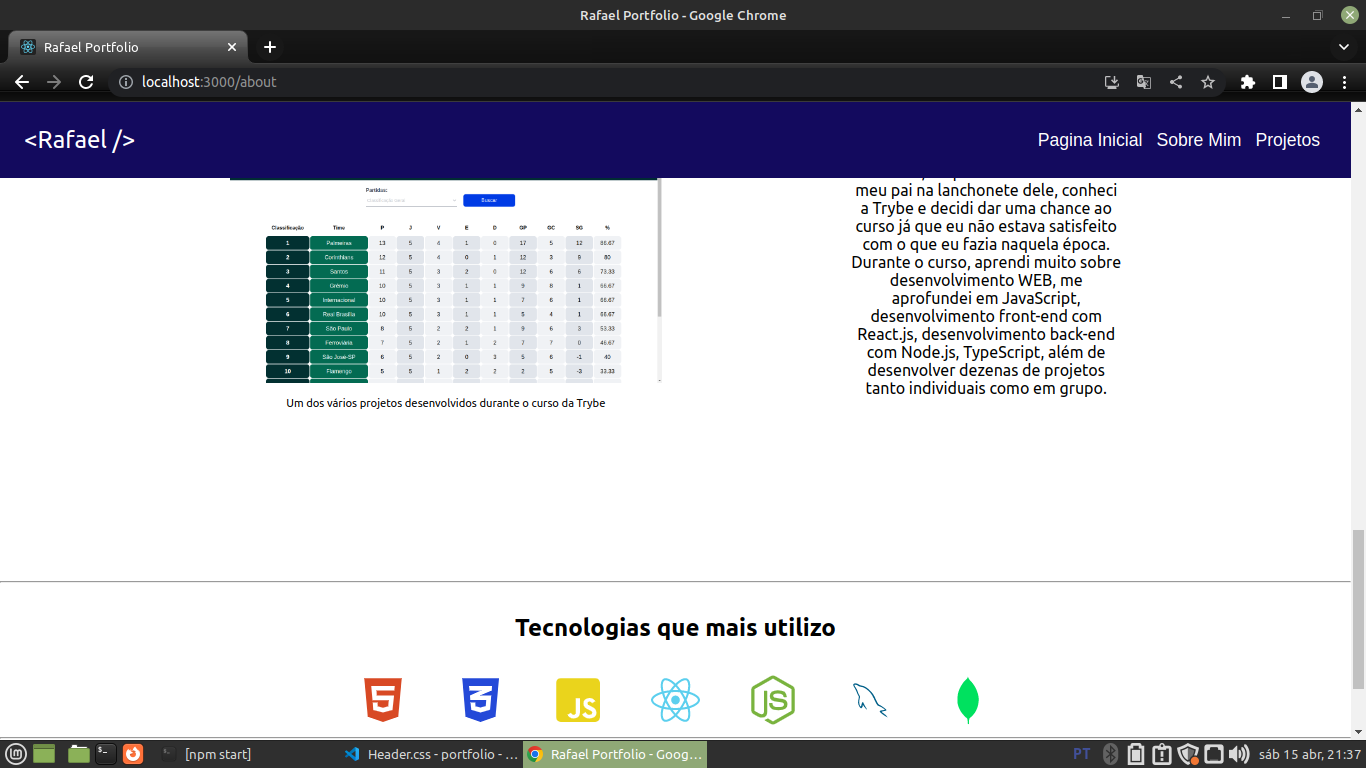 Rafael Portfolio - Google Chrome
Rafael Portfolio
localhost:3000/about
<Rafael />
Pagina Inicial Sobre Mim Projetos
Partidas:
Classificação Geral
Buscar
Classificação Time P J V E D GP GC SG %
1 Palmeiras 13 5 4 1 0 17 5 12 86.67
2 Corinthians 12 5 4 0 1 12 3 9 80
3 Santos 11 5 3 2 0 12 6 6 73.33
4 Grêmio 10 5 3 1 1 9 8 1 66.67
5 Internacional 10 5 3 1 1 7 6 1 66.67
6 Real Brasília 10 5 3 1 1 5 4 1 66.67
7 São Paulo 8 5 2 2 1 9 6 3 53.33
8 Ferroviária 7 5 2 1 2 7 7 0 46.67
9 São José-SP 6 5 2 0 3 5 6 -1 40
10 Flamengo 5 5 1 2 2 2 5 -3 33.33
Um dos vários projetos desenvolvidos durante o curso da Trybe
meu pai na lanchonete dele, conheci
a Trybe e decidi dar uma chance ao
curso já que eu não estava satisfeito
com o que eu fazia naquela época.
Durante o curso, aprendi muito sobre
desenvolvimento WEB, me
aprofundei em JavaScript,
desenvolvimento front-end com
React.js, desenvolvimento back-end
com Node.js, TypeScript, além de
desenvolver dezenas de projetos
tanto individuais como em grupo.
Tecnologias que mais utilizo
JS
JS
[npm start]
Header.css - portfolio - ...
Rafael Portfolio - Goog...
PT
sáb 15 abr, 21:37